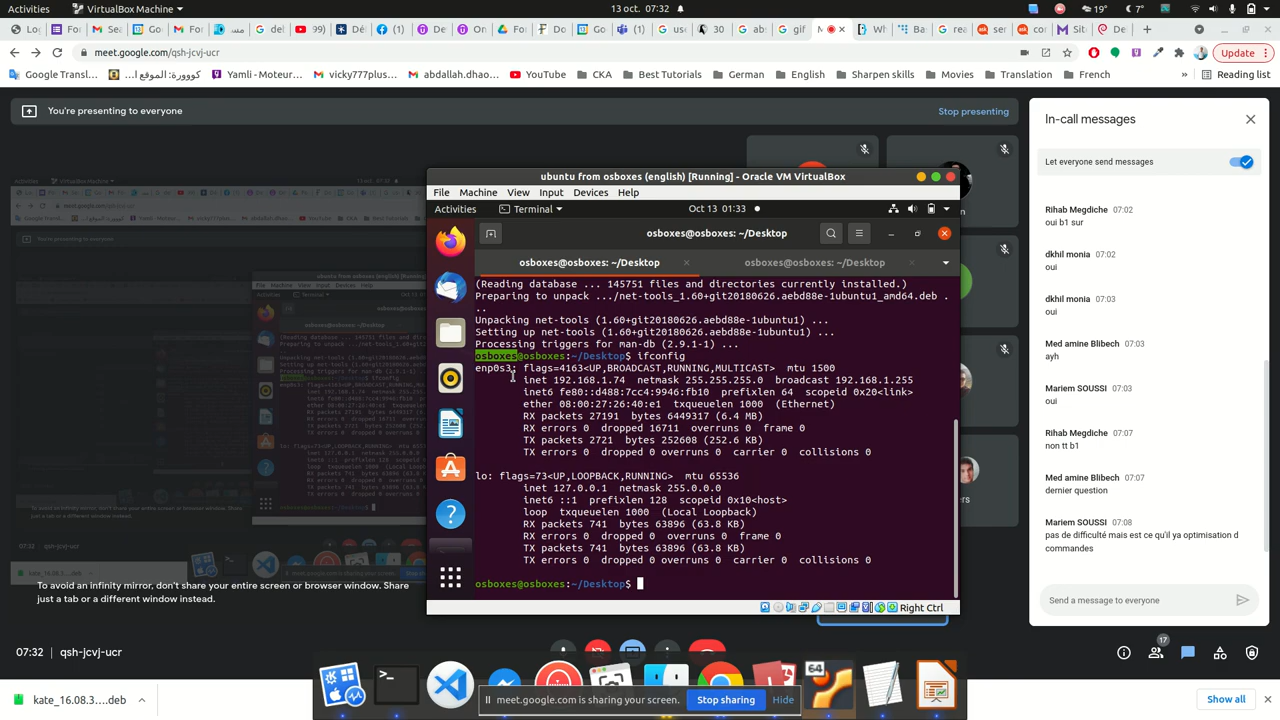 Activities
VirtualBox Machine
13 oct. 07:32
19°
7°
meet.google.com/qsh-jcvj-ucr
Update
Google Transl...
Yamli - Moteur...
vicky777plus...
abdallah.dhao...
YouTube
CKA
Best Tutorials
German
English
Sharpen skills
Movies
Translation
French
»
Reading list
You're presenting to everyone
Stop presenting
ubuntu from osboxes (english) [Running] - Oracle VM VirtualBox
File Machine View Input Devices Help
Activities
Terminal
Oct 13 01:33
osboxes@osboxes: ~/Desktop
osboxes@osboxes: ~/Desktop
osboxes@osboxes: ~/Desktop
(Reading database ... 145751 files and directories currently installed.)
Preparing to unpack .../net-tools_1.60+git20180626.aebd88e-1ubuntu1_amd64.deb .
..
Unpacking net-tools (1.60+git20180626.aebd88e-1ubuntu1) ...
Setting up net-tools (1.60+git20180626.aebd88e-1ubuntu1) ...
Processing triggers for man-db (2.9.1-1) ...
osboxes@osboxes:~/Desktop$ ifconfig
enp0s3: flags=4163<UP,BROADCAST,RUNNING,MULTICAST> mtu 1500
inet 192.168.1.74 netmask 255.255.255.0 broadcast 192.168.1.255
inet6 fe80::d488:7cc4:9946:fb10 prefixlen 64 scopeid 0x20<link>
ether 08:00:27:26:40:e1 txqueuelen 1000 (Ethernet)
RX packets 27191 bytes 6449317 (6.4 MB)
RX errors 0 dropped 16711 overruns 0 frame 0
TX packets 2721 bytes 252608 (252.6 KB)
TX errors 0 dropped 0 overruns 0 carrier 0 collisions 0
lo: flags=73<UP,LOOPBACK,RUNNING> mtu 65536
inet 127.0.0.1 netmask 255.0.0.0
inet6 ::1 prefixlen 128 scopeid 0x10<host>
loop txqueuelen 1000 (Local Loopback)
RX packets 741 bytes 63896 (63.8 KB)
RX errors 0 dropped 0 overruns 0 frame 0
TX packets 741 bytes 63896 (63.8 KB)
TX errors 0 dropped 0 overruns 0 carrier 0 collisions 0
osboxes@osboxes:~/Desktop$
Right Ctrl
In-call messages
Let everyone send messages
Rihab Megdiche 07:02
oui b1 sur
dkhil monia 07:02
oui
dkhil monia 07:03
oui
Med amine Blibech 07:03
ayh
Mariem SOUSSI 07:03
oui
Rihab Megdiche 07:07
non tt b1
Med amine Blibech 07:07
dernier question
Mariem SOUSSI 07:08
pas de difficulté mais est ce qu'il ya optimisation d
commandes
Send a message to everyone
To avoid an infinity mirror, don't share your entire screen or browser window. Share
just a tab or a different window instead.
07:32
qsh-jcvj-ucr
17
64
meet.google.com is sharing your screen.
Stop sharing
Hide
kate_16.08.3....deb
Show all